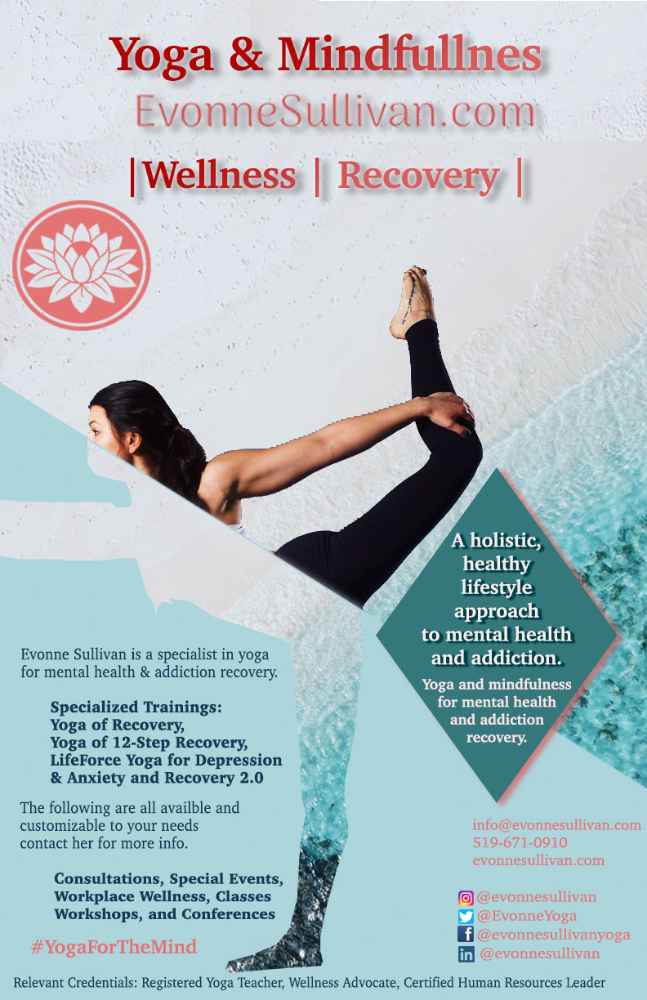 Yoga & Mindfullnes
EvonneSullivan.com
|Wellness | Recovery |
A holistic,
healthy
lifestyle
approach
to mental health
and addiction.
Yoga and mindfulness
for mental health
and addiction
recovery.
Evonne Sullivan is a specialist in yoga
for mental health & addiction recovery.
Specialized Trainings:
Yoga of Recovery,
Yoga of 12-Step Recovery,
LifeForce Yoga for Depression
& Anxiety and Recovery 2.0
The following are all availble and
customizable to your needs
contact her for more info.
Consultations, Special Events,
Workplace Wellness, Classes
Workshops, and Conferences
#YogaForTheMind
info@evonnesullivan.com
519-671-0910
evonnesullivan.com
@evonnesullivan
@EvonneYoga
@evonnesullivanyoga
@evonnesullivan
Relevant Credentials: Registered Yoga Teacher, Wellness Advocate, Certified Human Resources Leader